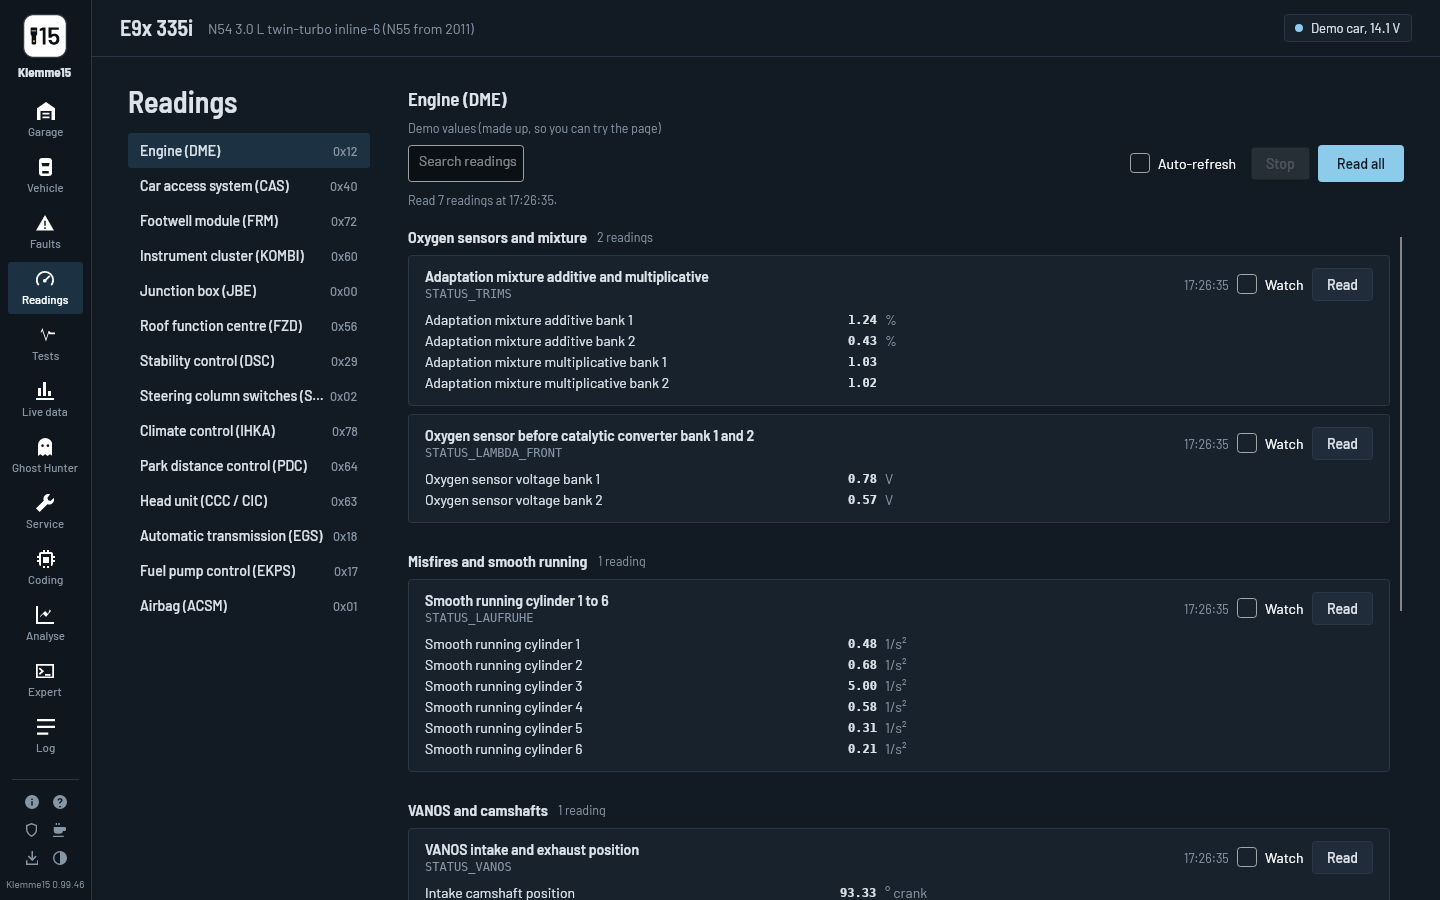 15
Klemme15
Garage
Vehicle
Faults
Readings
Tests
Live data
Ghost Hunter
Service
Coding
Analyse
Expert
Log
Klemme15 0.99.46
E9x 335i N54 3.0 L twin-turbo inline-6 (N55 from 2011)
Demo car, 14.1 V
Readings
Engine (DME) 0x12
Car access system (CAS) 0x40
Footwell module (FRM) 0x72
Instrument cluster (KOMBI) 0x60
Junction box (JBE) 0x00
Roof function centre (FZD) 0x56
Stability control (DSC) 0x29
Steering column switches (S... 0x02
Climate control (IHKA) 0x78
Park distance control (PDC) 0x64
Head unit (CCC / CIC) 0x63
Automatic transmission (EGS) 0x18
Fuel pump control (EKPS) 0x17
Airbag (ACSM) 0x01
Engine (DME)
Demo values (made up, so you can try the page)
Search readings
Auto-refresh Stop Read all
Read 7 readings at 17:26:35.
Oxygen sensors and mixture 2 readings
Adaptation mixture additive and multiplicative
STATUS_TRIMS
17:26:35 Watch Read
Adaptation mixture additive bank 1 1.24 %
Adaptation mixture additive bank 2 0.43 %
Adaptation mixture multiplicative bank 1 1.03
Adaptation mixture multiplicative bank 2 1.02
Oxygen sensor before catalytic converter bank 1 and 2
STATUS_LAMBDA_FRONT
17:26:35 Watch Read
Oxygen sensor voltage bank 1 0.78 V
Oxygen sensor voltage bank 2 0.57 V
Misfires and smooth running 1 reading
Smooth running cylinder 1 to 6
STATUS_LAUFRUHE
17:26:35 Watch Read
Smooth running cylinder 1 0.48 1/s²
Smooth running cylinder 2 0.68 1/s²
Smooth running cylinder 3 5.00 1/s²
Smooth running cylinder 4 0.58 1/s²
Smooth running cylinder 5 0.31 1/s²
Smooth running cylinder 6 0.21 1/s²
VANOS and camshafts 1 reading
VANOS intake and exhaust position
STATUS_VANOS
17:26:35 Watch Read
Intake camshaft position 93.33 ° crank